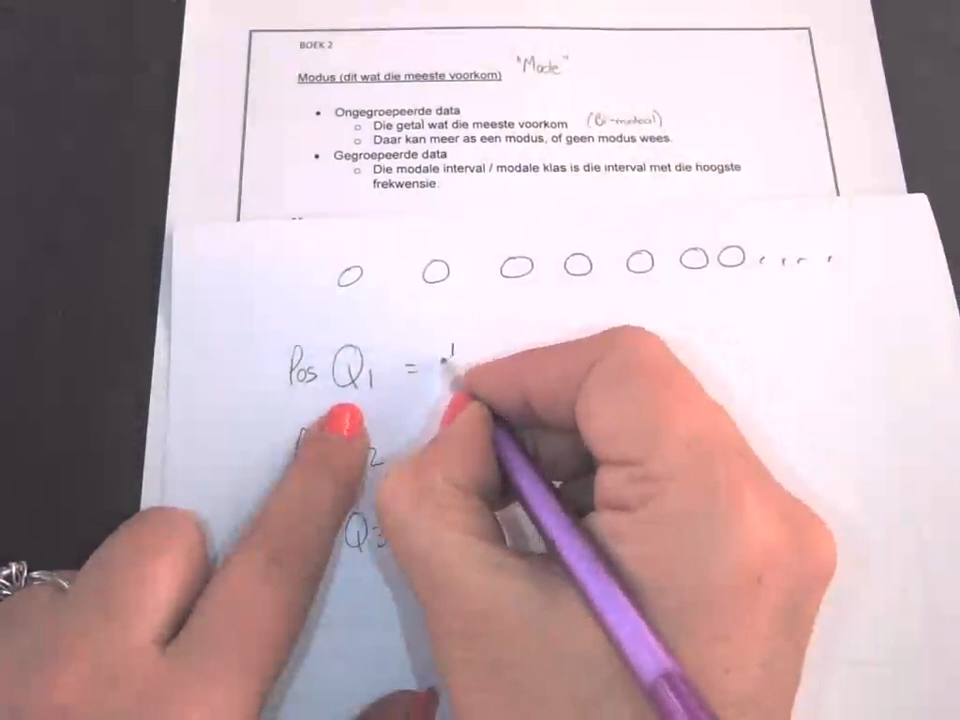 BOEK 2
Modus (dit wat die meeste voorkom) "Mode"
• Ongegroepeerde data
o Die getal wat die meeste voorkom (Bi-modaal)
o Daar kan meer as een modus, of geen modus wees.
• Gegroepeerde data
o Die modale interval / modale klas is die interval met die hoogste
frekwensie.
Pos Q1 = 1
2
Q3